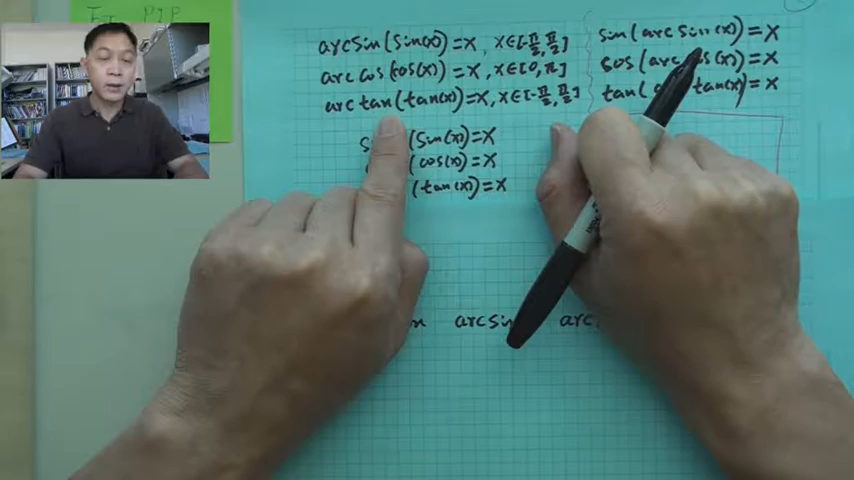 arcsin(sin(x))=x, x∈[-π/2, π/2]
arccos(cos(x))=x, x∈[0, π]
arctan(tan(x))=x, x∈[-π/2, π/2]
(sin(x))=x
(cos(x))=x
(tan(x))=x
sin(arcsin(x))=x
cos(arccos(x))=x
tan( tan(x))=x
arcsin